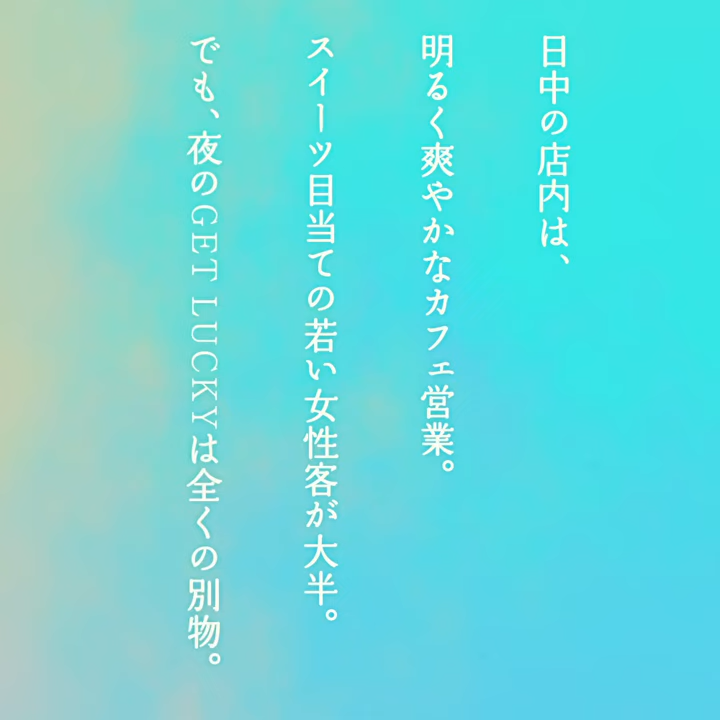 日中の店内は、
明るく爽やかなカフェ営業。
スイーツ目当ての若い女性客が大半。
でも、夜のGET LUCKYは全くの別物。